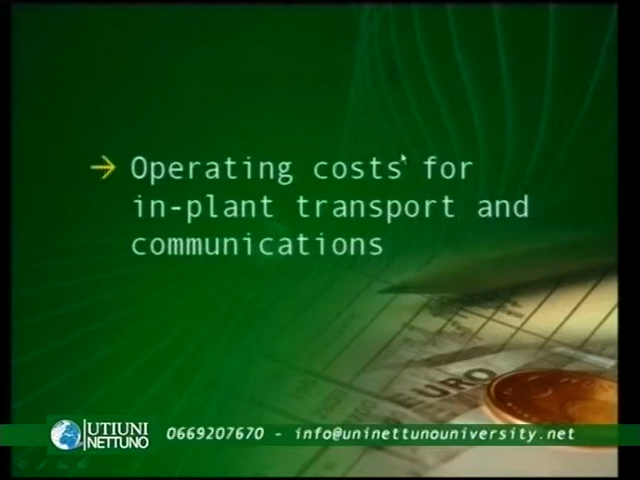 → Operating costs for
in-plant transport and
communications
EURO
UTIUNI
NETTUNO
0669207670 - info@uninettunouniversity.net